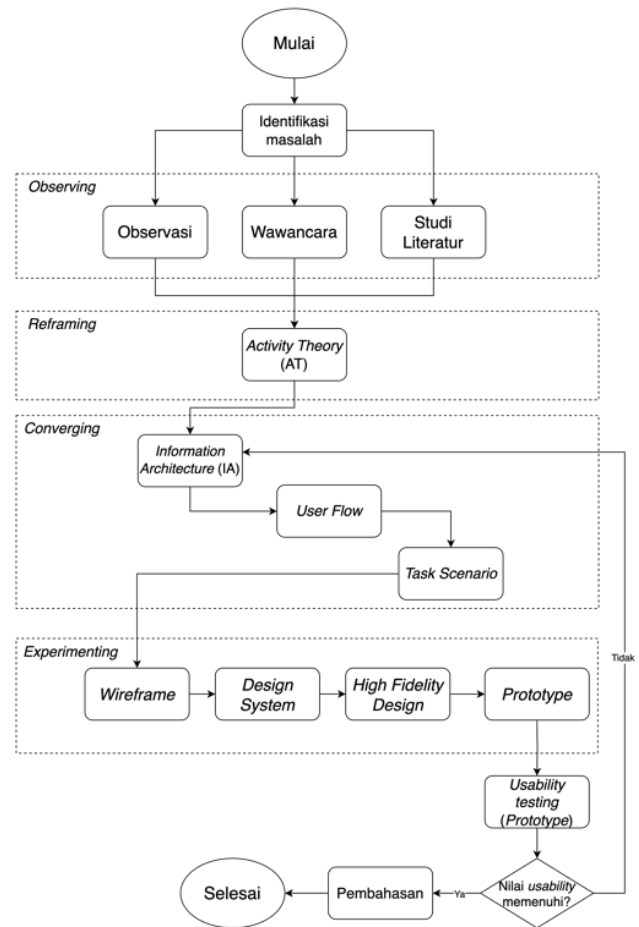 Mulai
Identifikasi
masalah
Observing
Observasi
Wawancara
Studi
Literatur
Reframing
Activity Theory
(AT)
Converging
Information
Architecture (IA)
User Flow
Task Scenario
Experimenting
Tidak
Wireframe
Design
System
High Fidelity
Design
Prototype
Usability
testing
(Prototype)
Selesai
Pembahasan
Ya
Nilai usability
memenuhi?